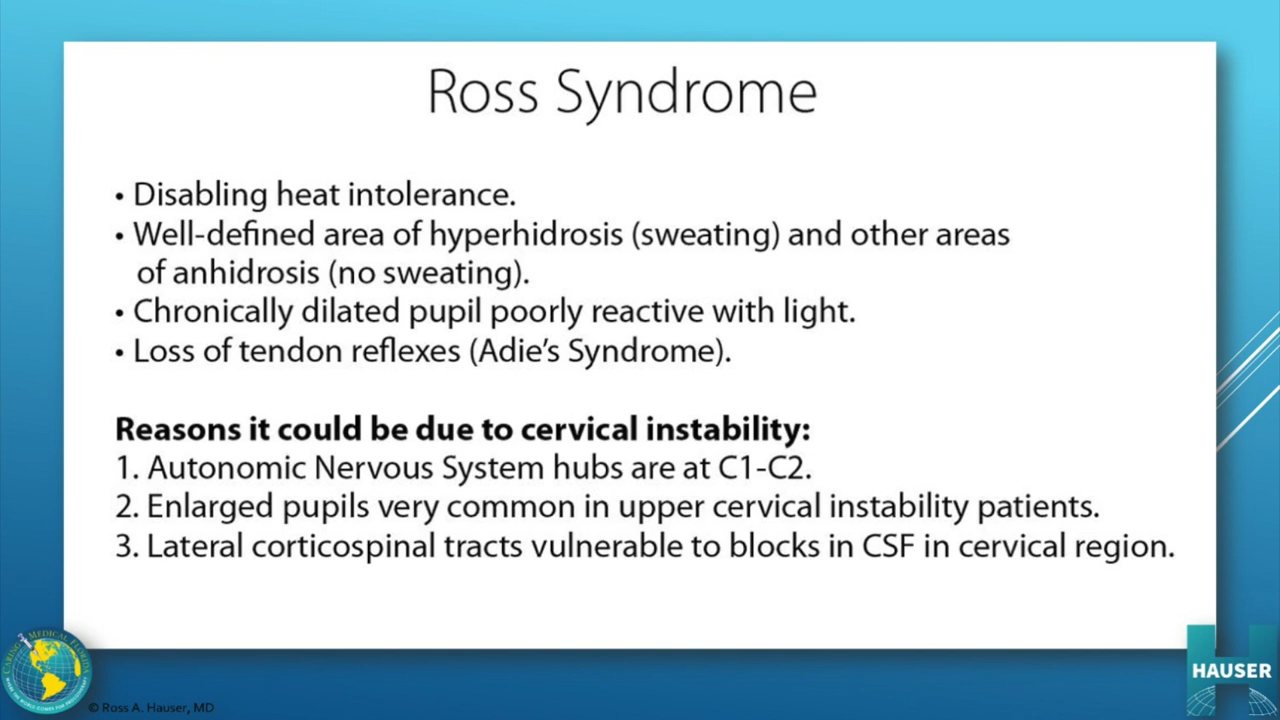 Ross Syndrome
• Disabling heat intolerance.
• Well-defined area of hyperhidrosis (sweating) and other areas
of anhidrosis (no sweating).
• Chronically dilated pupil poorly reactive with light.
• Loss of tendon reflexes (Adie's Syndrome).
Reasons it could be due to cervical instability:
1. Autonomic Nervous System hubs are at C1-C2.
2. Enlarged pupils very common in upper cervical instability patients.
3. Lateral corticospinal tracts vulnerable to blocks in CSF in cervical region.
CARING MEDICAL FLORIDA
© Ross A. Hauser, MD
H
HAUSER